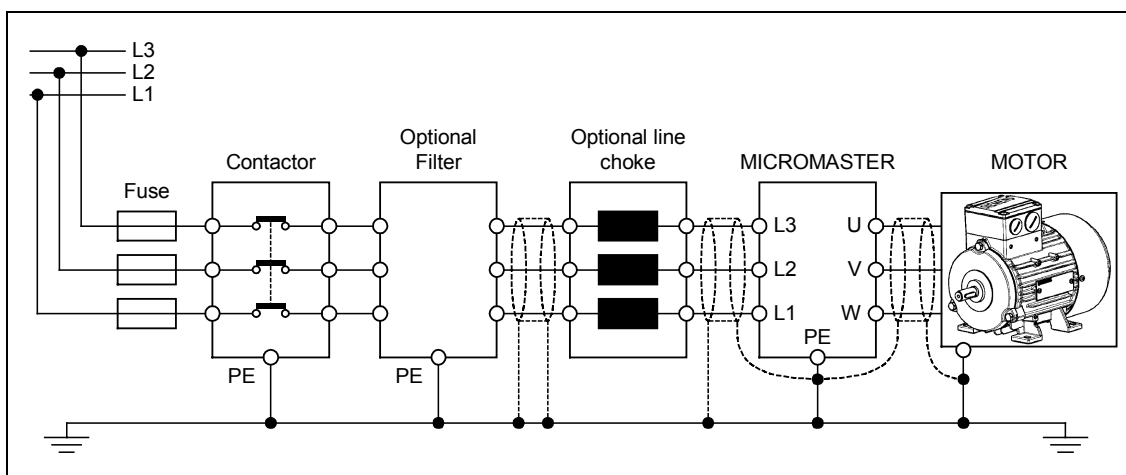 L3
L2
L1
Fuse
Contactor
Optional
Filter
Optional line
choke
MICROMASTER
MOTOR
L3
L2
L1
U
V
W
PE
PE
PE